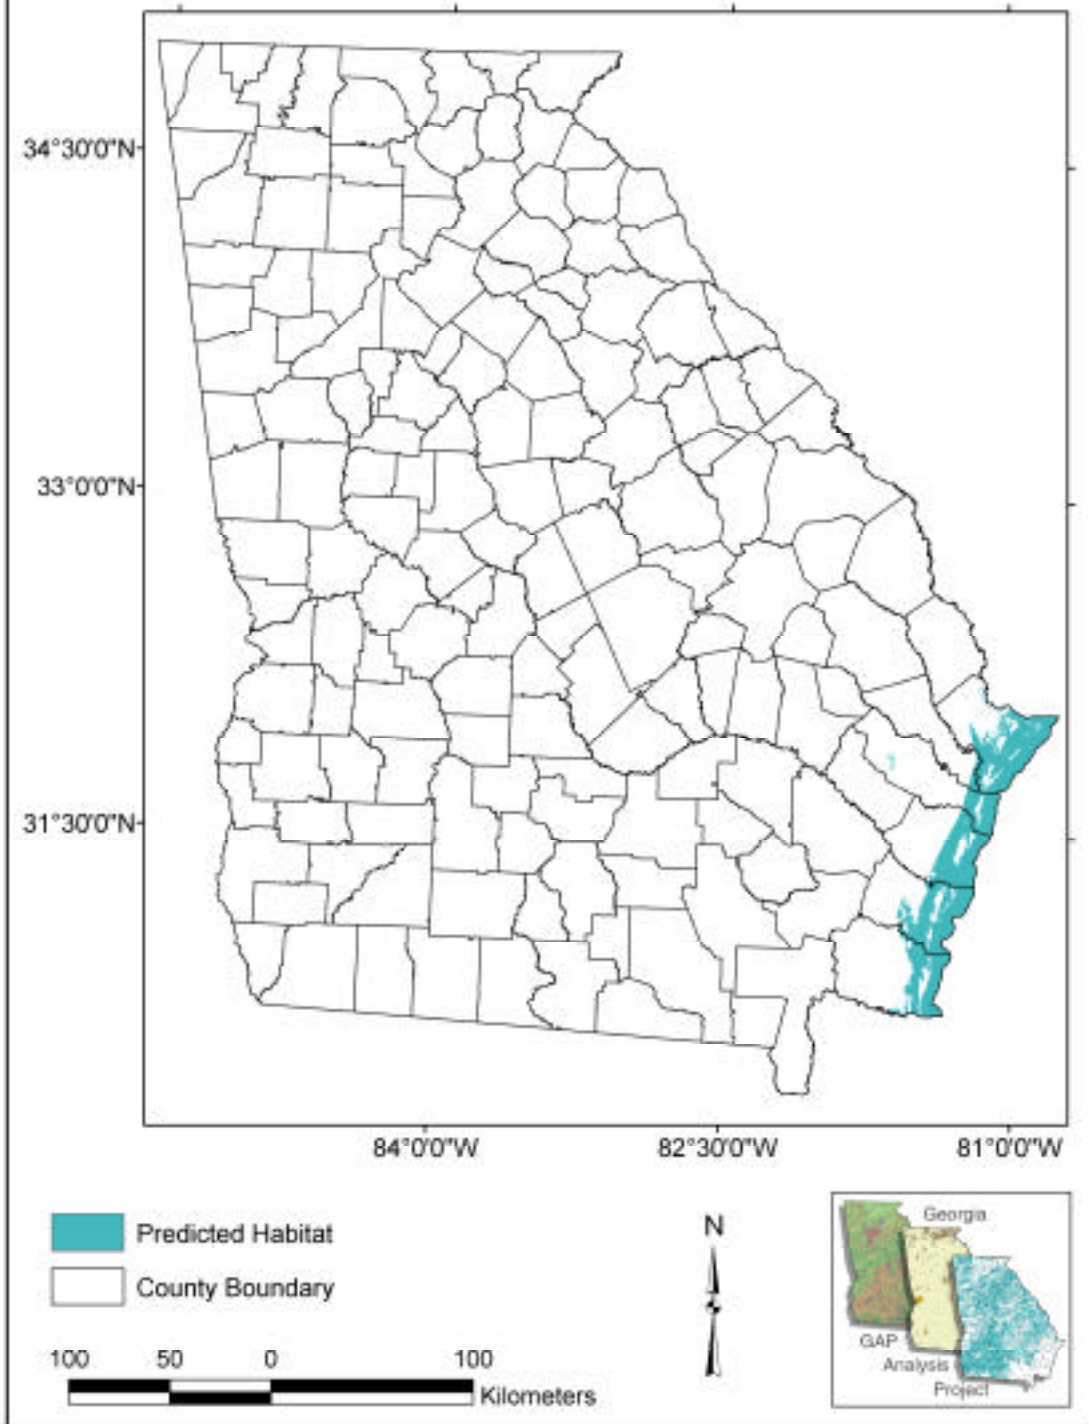 34°30'0"N
33°0'0"N
31°30'0"N
84°0'0"W 82°30'0"W 81°0'0"W
Predicted Habitat
County Boundary
N
100 50 0 100
Kilometers
Georgia
GAP
Analysis
Project